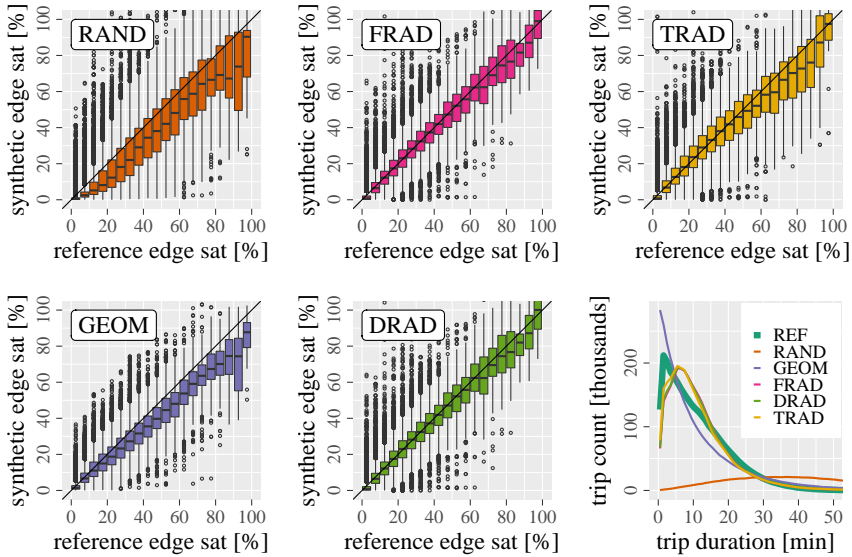 RAND
synthetic edge sat [%]
0 20 40 60 80 100
0 20 40 60 80 100
reference edge sat [%]
FRAD
synthetic edge sat [%]
0 20 40 60 80 100
0 20 40 60 80 100
reference edge sat [%]
TRAD
synthetic edge sat [%]
0 20 40 60 80 100
0 20 40 60 80 100
reference edge sat [%]
GEOM
synthetic edge sat [%]
0 20 40 60 80 100
0 20 40 60 80 100
reference edge sat [%]
DRAD
synthetic edge sat [%]
0 20 40 60 80 100
0 20 40 60 80 100
reference edge sat [%]
REF
RAND
GEOM
FRAD
DRAD
TRAD
trip count [thousands]
0 100 200
0 10 20 30 40 50
trip duration [min]